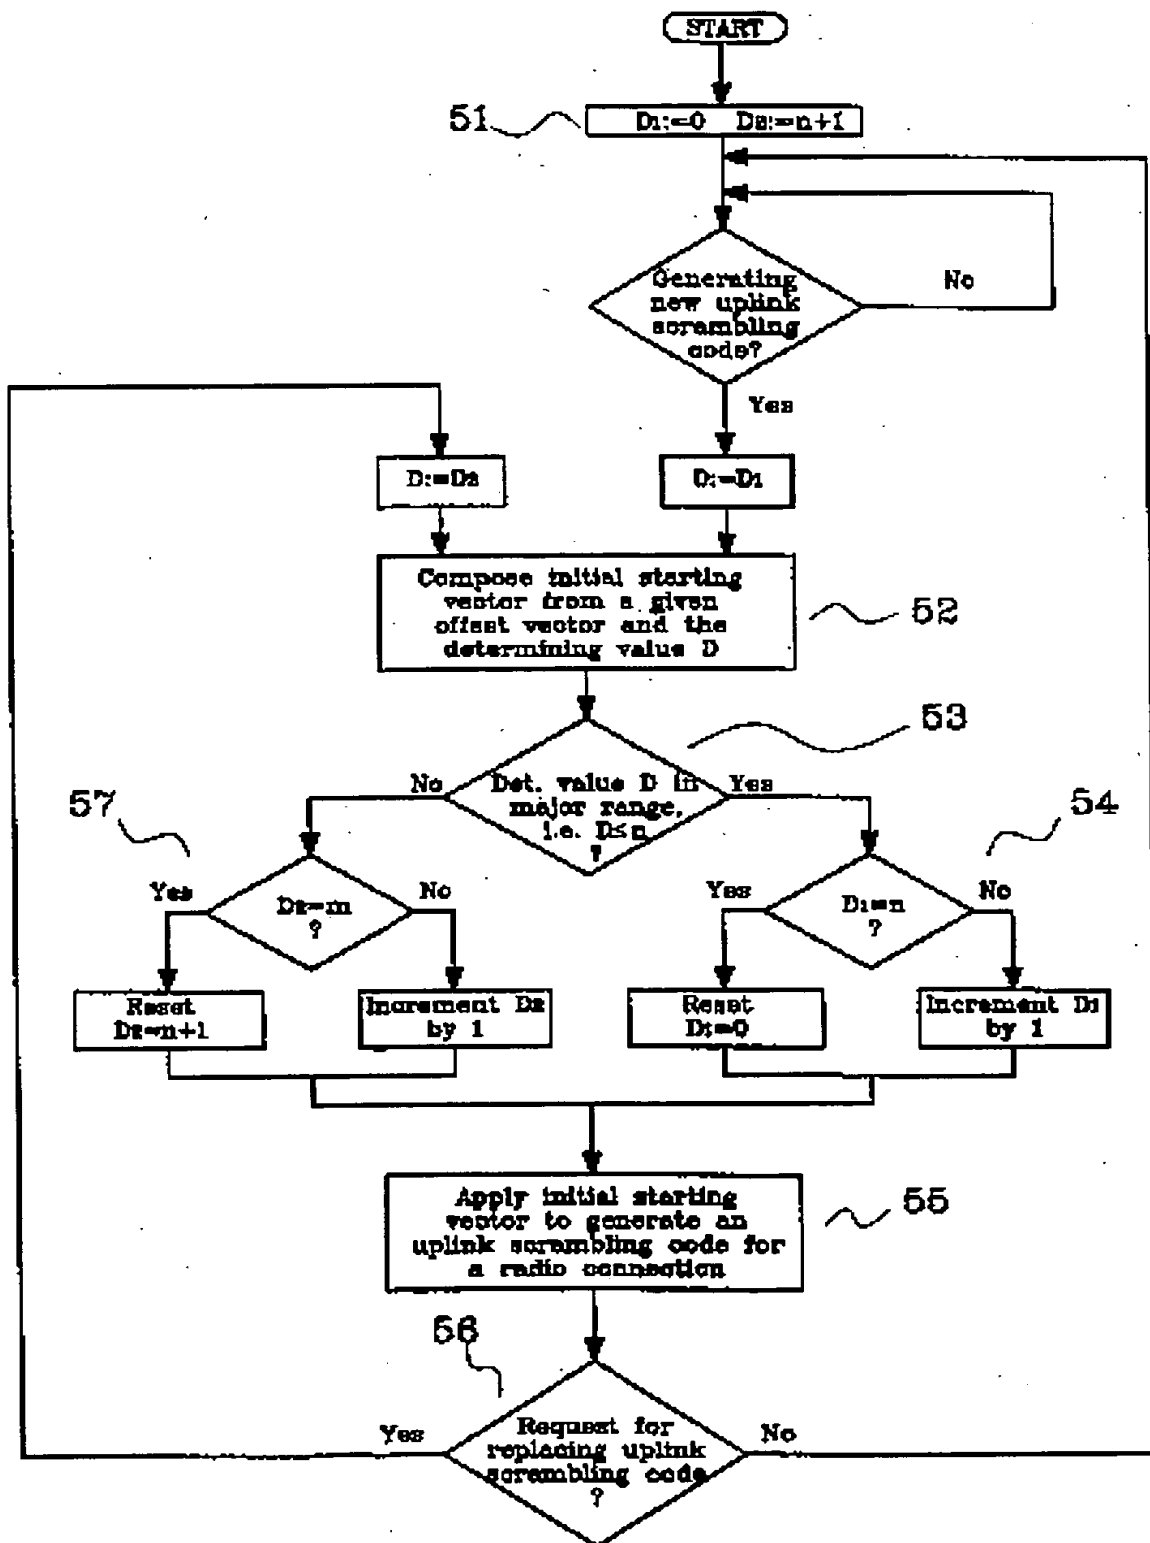 START
51
D1:=0 D2:=n+1
Generating
new uplink
scrambling
code?
No
Yes
D:=D2
D:=D1
Compose initial starting
vector from a given
offset vector and the
determining value D
52
53
Det. value D in
major range,
i.e. D≤n
?
No
Yes
57
54
Yes
D2=m
?
No
Yes
D1=n
?
No
Reset
D2=n+1
Increment D2
by 1
Reset
D1=0
Increment D1
by 1
Apply initial starting
vector to generate an
uplink scrambling code for
a radio connection
55
56
Yes
Request for
replacing uplink
scrambling code
?
No